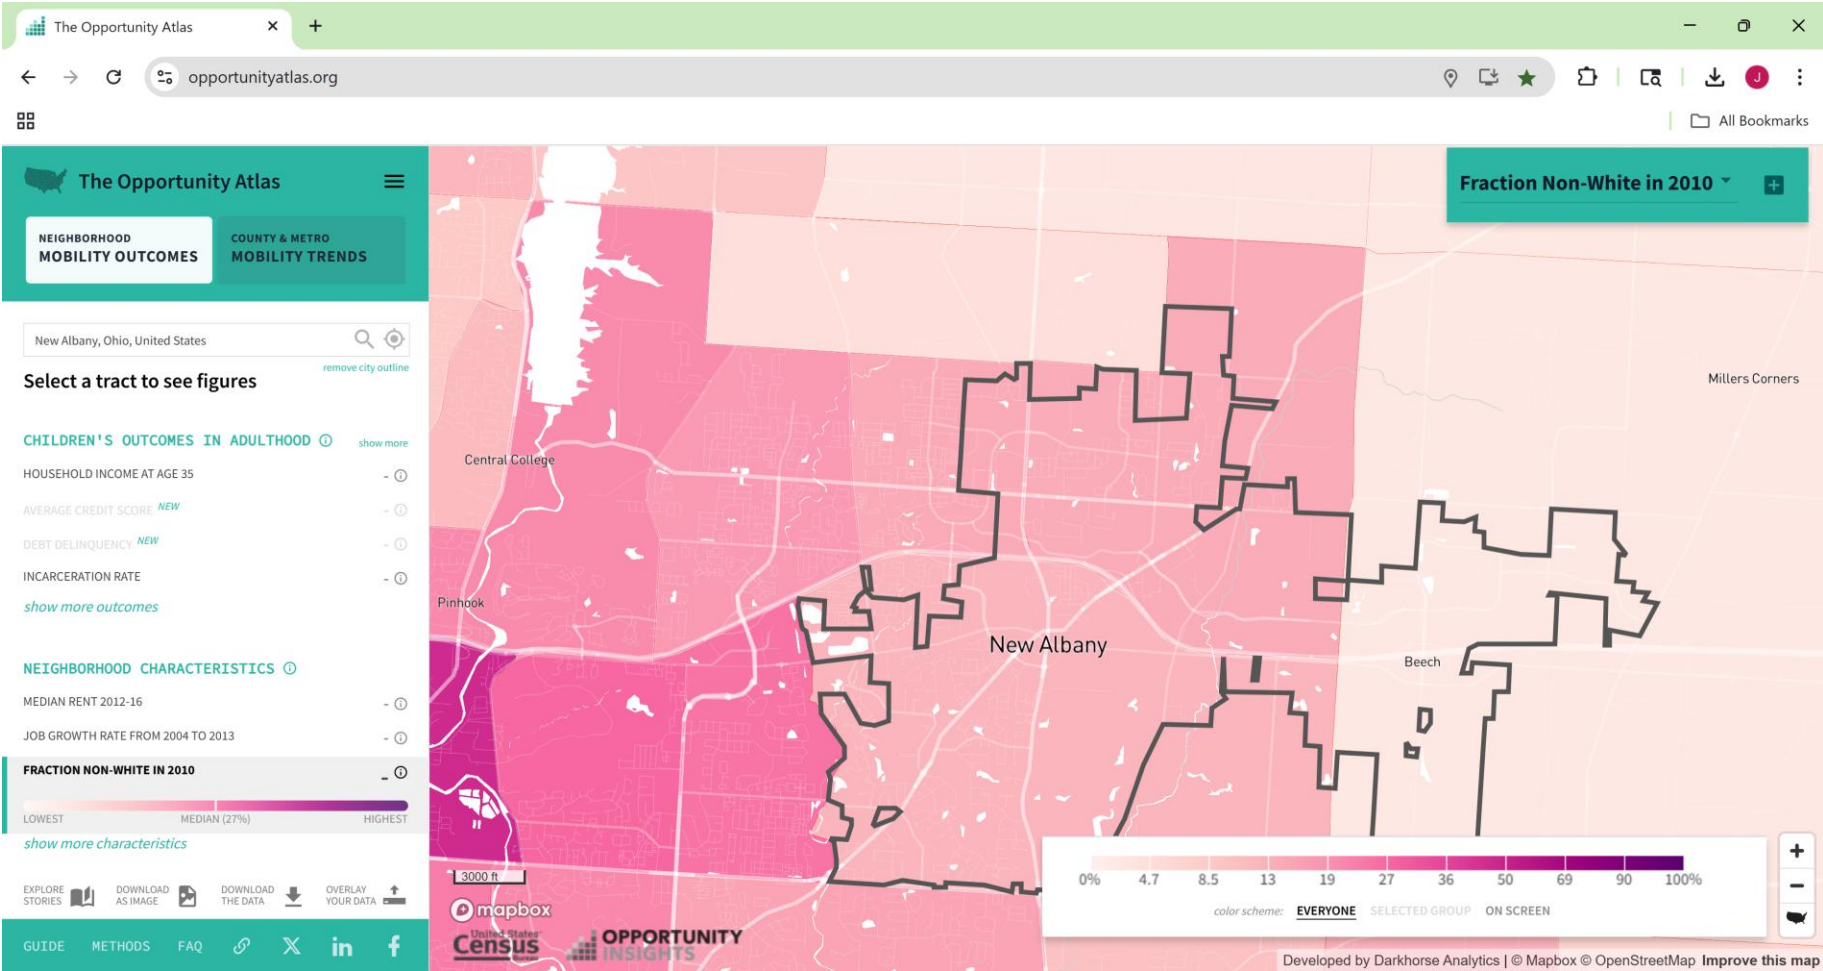 The Opportunity Atlas
opportunityatlas.org
J
All Bookmarks
The Opportunity Atlas
NEIGHBORHOOD
MOBILITY OUTCOMES
COUNTY & METRO
MOBILITY TRENDS
New Albany, Ohio, United States
remove city outline
Select a tract to see figures
CHILDREN'S OUTCOMES IN ADULTHOOD
show more
HOUSEHOLD INCOME AT AGE 35 -
AVERAGE CREDIT SCORE NEW -
DEBT DELINQUENCY NEW -
INCARCERATION RATE -
show more outcomes
NEIGHBORHOOD CHARACTERISTICS
MEDIAN RENT 2012-16 -
JOB GROWTH RATE FROM 2004 TO 2013 -
FRACTION NON-WHITE IN 2010 -
LOWEST MEDIAN (27%) HIGHEST
show more characteristics
EXPLORE STORIES
DOWNLOAD AS IMAGE
DOWNLOAD THE DATA
OVERLAY YOUR DATA
GUIDE METHODS FAQ
Fraction Non-White in 2010
Millers Corners
Central College
Pinhook
New Albany
Beech
3000 ft
mapbox
United States
Census
Bureau
OPPORTUNITY
INSIGHTS
0% 4.7 8.5 13 19 27 36 50 69 90 100%
color scheme: EVERYONE SELECTED GROUP ON SCREEN
Developed by Darkhorse Analytics | © Mapbox © OpenStreetMap Improve this map